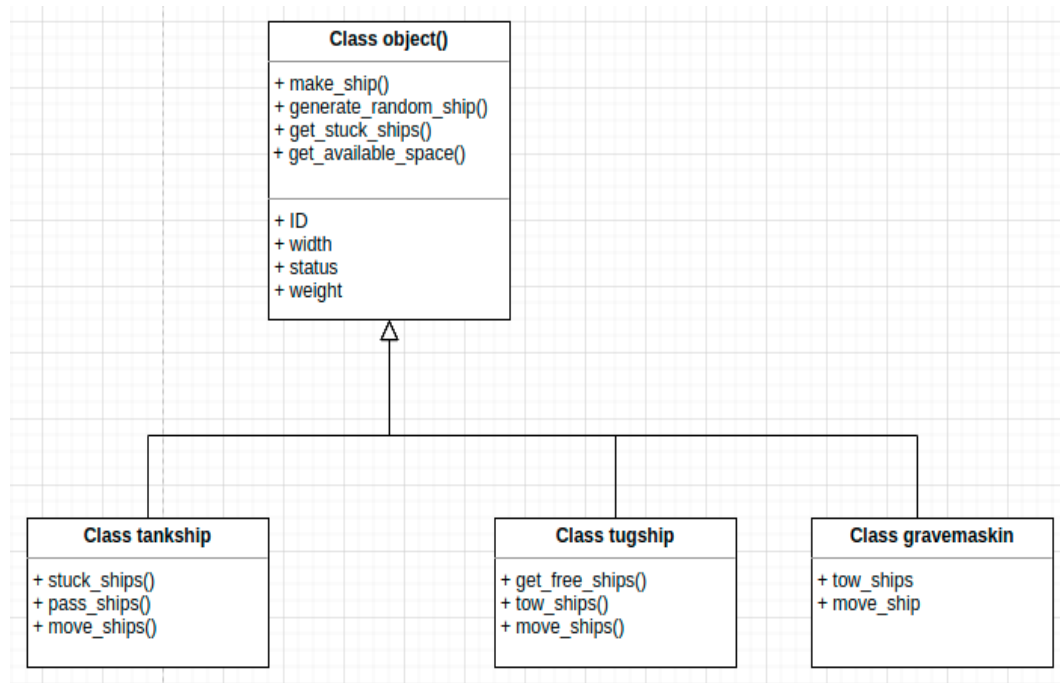 Class object()
+ make_ship()
+ generate_random_ship()
+ get_stuck_ships()
+ get_available_space()
+ ID
+ width
+ status
+ weight
Class tankship
+ stuck_ships()
+ pass_ships()
+ move_ships()
Class tugship
+ get_free_ships()
+ tow_ships()
+ move_ships()
Class gravemaskin
+ tow_ships
+ move_ship